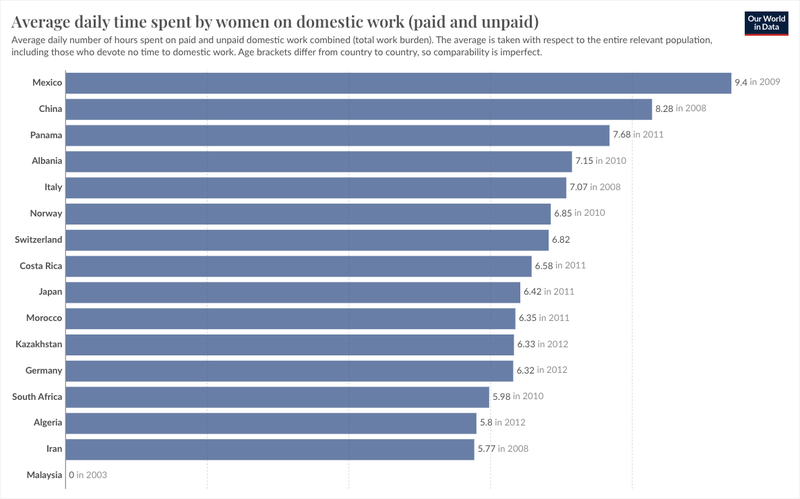 Average daily time spent by women on domestic work (paid and unpaid)
Our World
in Data
Average daily number of hours spent on paid and unpaid domestic work combined (total work burden). The average is taken with respect to the entire relevant population,
including those who devote no time to domestic work. Age brackets differ from country to country, so comparability is imperfect.
Mexico 9.4 in 2009
China 8.28 in 2008
Panama 7.68 in 2011
Albania 7.15 in 2010
Italy 7.07 in 2008
Norway 6.85 in 2010
Switzerland 6.82
Costa Rica 6.58 in 2011
Japan 6.42 in 2011
Morocco 6.35 in 2011
Kazakhstan 6.33 in 2012
Germany 6.32 in 2012
South Africa 5.98 in 2010
Algeria 5.8 in 2012
Iran 5.77 in 2008
Malaysia 0 in 2003